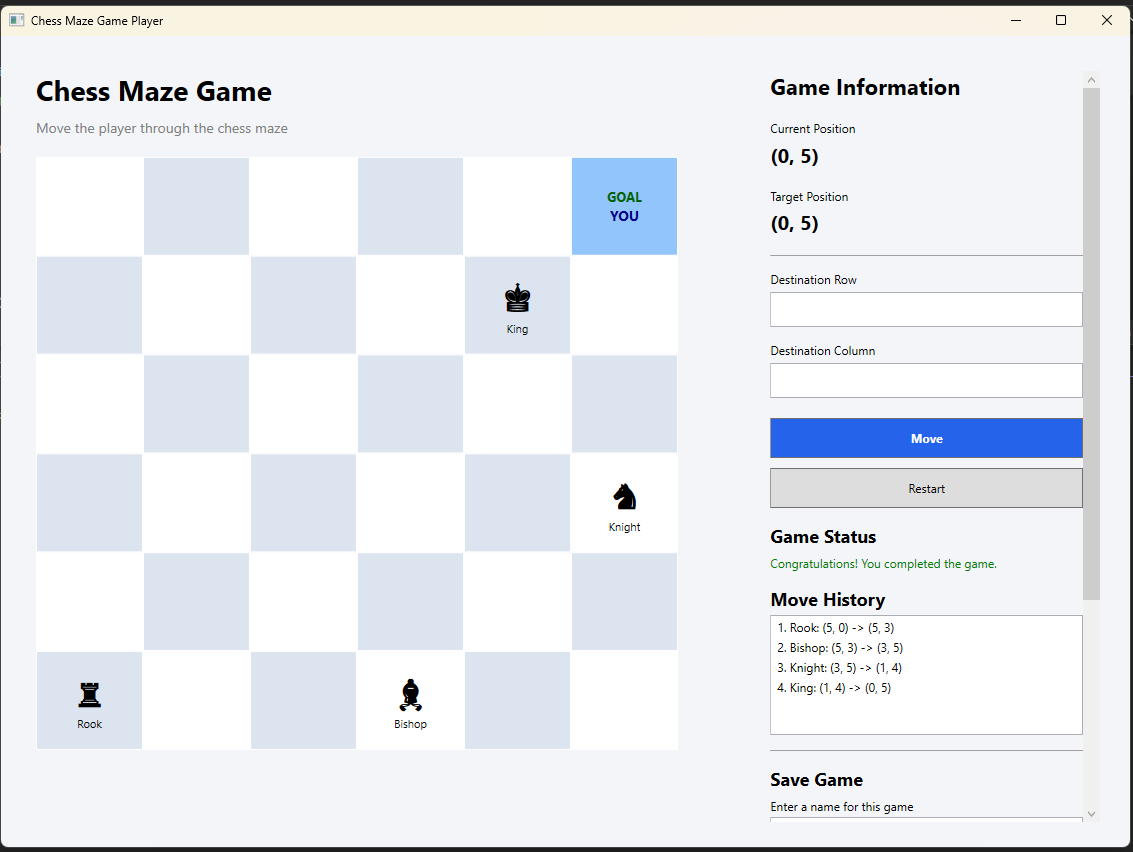 Chess Maze Game Player
Chess Maze Game
Move the player through the chess maze
GOAL
YOU
King
Knight
Rook
Bishop
Game Information
Current Position
(0, 5)
Target Position
(0, 5)
Destination Row
Destination Column
Move
Restart
Game Status
Congratulations! You completed the game.
Move History
1. Rook: (5, 0) -> (5, 3)
2. Bishop: (5, 3) -> (3, 5)
3. Knight: (3, 5) -> (1, 4)
4. King: (1, 4) -> (0, 5)
Save Game
Enter a name for this game